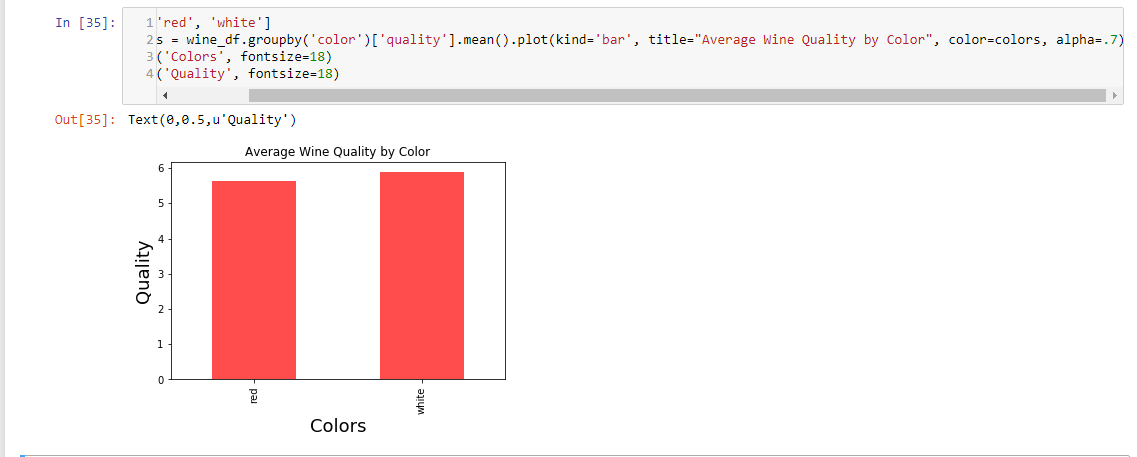 In [35]:
1 'red', 'white']
2 s = wine_df.groupby('color')['quality'].mean().plot(kind='bar', title="Average Wine Quality by Color", color=colors, alpha=.7)
3 ('Colors', fontsize=18)
4 ('Quality', fontsize=18)
Out[35]: Text(0,0.5,u'Quality')
Average Wine Quality by Color
6
5
4
3
2
1
0
Quality
red
white
Colors